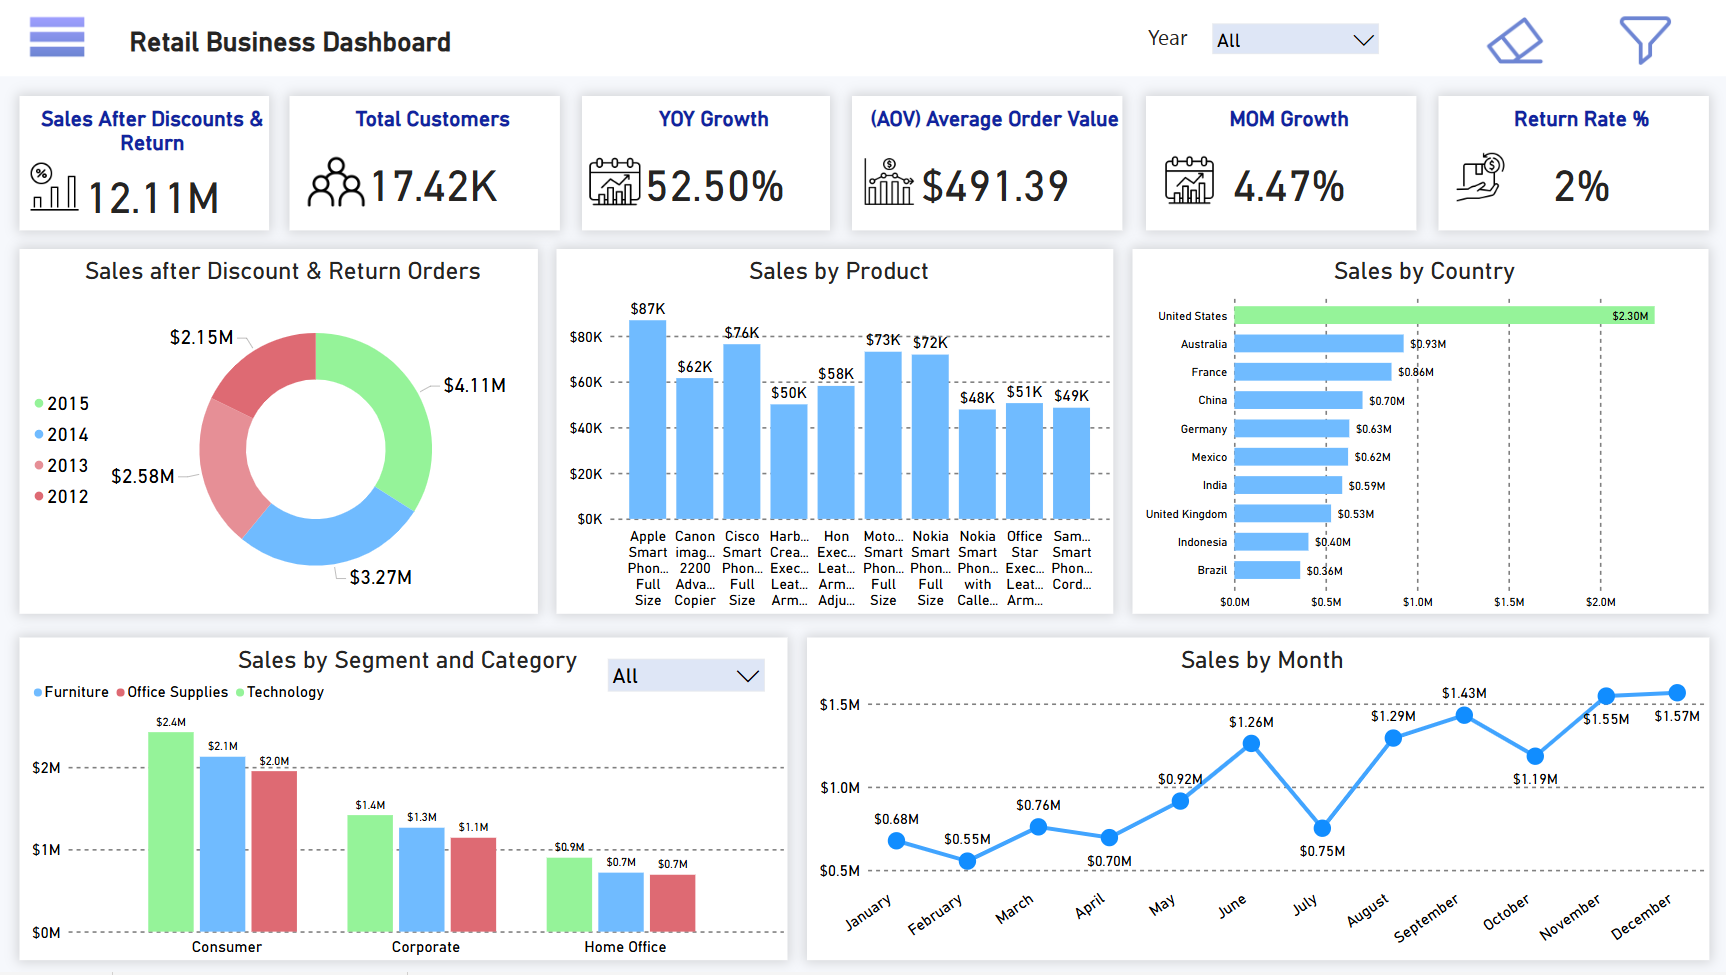 Retail Business Dashboard
Year
All
Sales After Discounts &
Return
%
12.11M
Total Customers
17.42K
YOY Growth
52.50%
(AOV) Average Order Value
$
$491.39
MOM Growth
4.47%
Return Rate %
$
2%
Sales after Discount & Return Orders
2015
2014
2013
2012
$2.15M
$4.11M
$2.58M
$3.27M
Sales by Product
$80K
$60K
$40K
$20K
$0K
$87K
$62K
$76K
$50K
$58K
$73K
$72K
$48K
$51K
$49K
Apple
Smart
Phon...
Full
Size
Canon
imag...
2200
Adva...
Copier
Cisco
Smart
Phon...
Full
Size
Harb...
Crea...
Exec...
Leat...
Arm...
Hon
Exec...
Leat...
Arm...
Adju...
Moto...
Smart
Phon...
Full
Size
Nokia
Smart
Phon...
Full
Size
Nokia
Smart
Phon...
with
Calle...
Office
Star
Exec...
Leat...
Arm...
Sam...
Smart
Phon...
Cord...
Sales by Country
United States $2.30M
Australia $0.93M
France $0.86M
China $0.70M
Germany $0.63M
Mexico $0.62M
India $0.59M
United Kingdom $0.53M
Indonesia $0.40M
Brazil $0.36M
$0.0M $0.5M $1.0M $1.5M $2.0M
Sales by Segment and Category
All
Furniture Office Supplies Technology
$2M
$1M
$0M
$2.4M
$2.1M
$2.0M
$1.4M
$1.3M
$1.1M
$0.9M
$0.7M
$0.7M
Consumer Corporate Home Office
Sales by Month
$1.5M
$1.0M
$0.5M
$0.68M
$0.55M
$0.76M
$0.70M
$0.92M
$1.26M
$0.75M
$1.29M
$1.43M
$1.19M
$1.55M
$1.57M
January
February
March
April
May
June
July
August
September
October
November
December